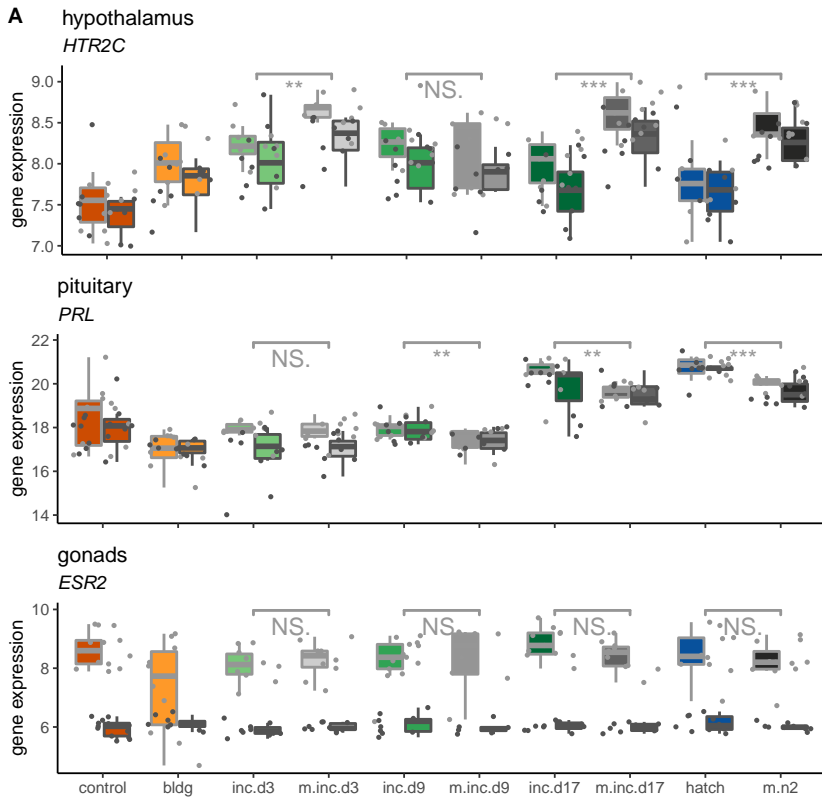 A
hypothalamus
HTR2C
gene expression
9.0
8.5
8.0
7.5
7.0
**
NS.
***
***
pituitary
PRL
gene expression
22
20
18
16
14
NS.
**
**
***
gonads
ESR2
gene expression
10
8
6
NS.
NS.
NS.
NS.
control bldg inc.d3 m.inc.d3 inc.d9 m.inc.d9 inc.d17 m.inc.d17 hatch m.n2